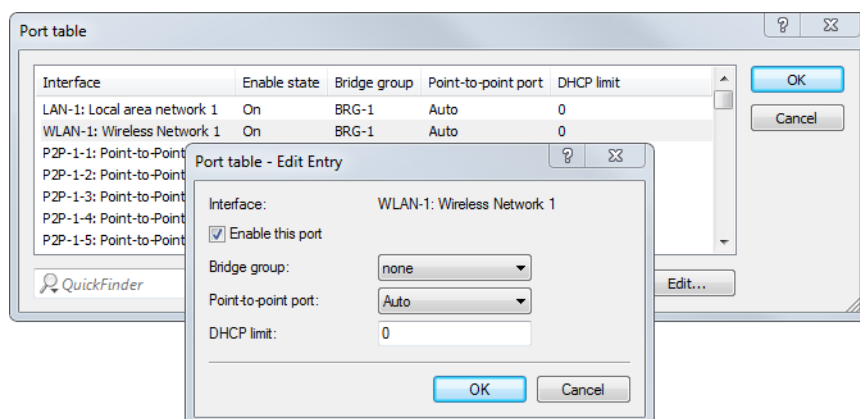 Port table
Interface Enable state Bridge group Point-to-point port DHCP limit
LAN-1: Local area network 1 On BRG-1 Auto 0
WLAN-1: Wireless Network 1 On BRG-1 Auto 0
P2P-1-1: Point-to-Point
P2P-1-2: Point-to-Point
P2P-1-3: Point-to-Point
P2P-1-4: Point-to-Point
P2P-1-5: Point-to-Point
QuickFinder
Edit...
OK
Cancel
Port table - Edit Entry
Interface: WLAN-1: Wireless Network 1
Enable this port
Bridge group: none
Point-to-point port: Auto
DHCP limit: 0
OK Cancel